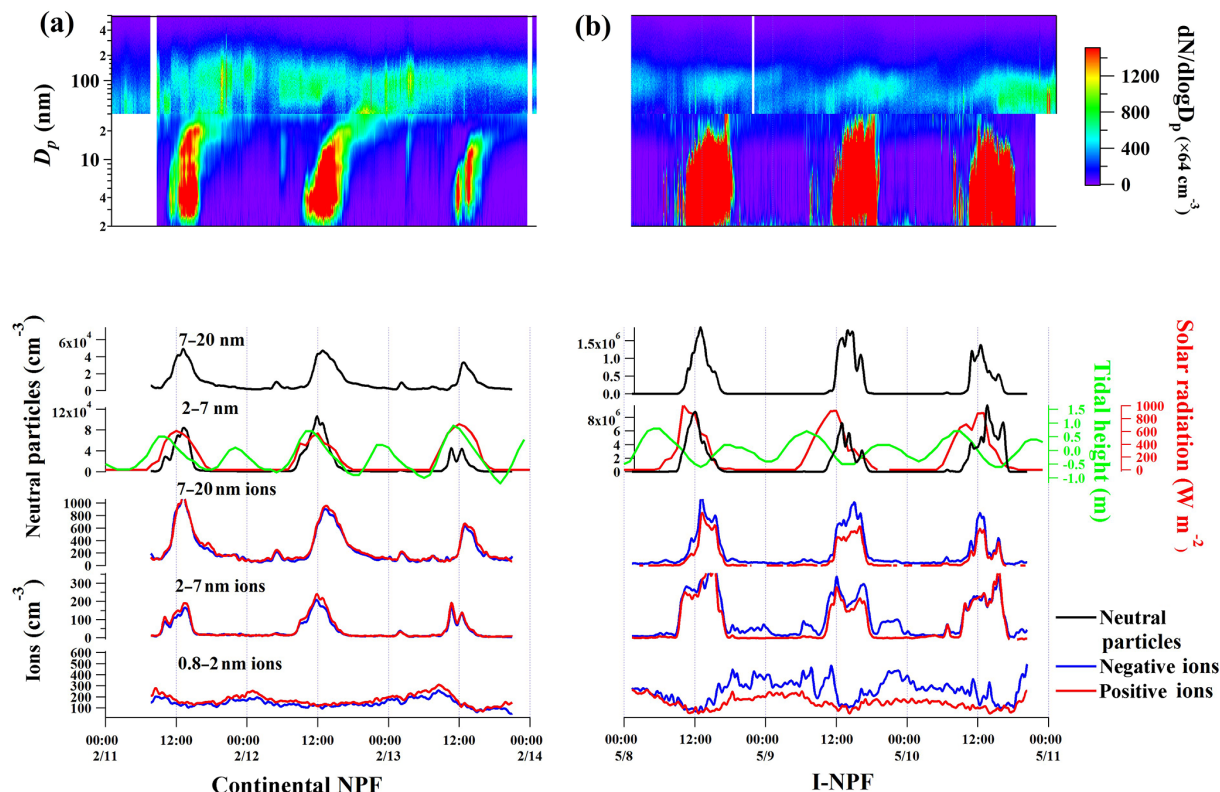 (a)
(b)
D_p (nm)
6
4
2
100
6
4
2
10
6
4
2
1200
800
400
0
dN/dlogD_p (×64 cm⁻³)
Neutral particles (cm⁻³)
7–20 nm
6x10⁴
4
2
0
2–7 nm
12x10⁴
8
4
0
7–20 nm ions
1000
800
600
400
200
0
Ions (cm⁻³)
2–7 nm ions
300
200
100
0
0.8–2 nm ions
600
500
400
300
200
100
1.5x10⁶
1.0
0.5
0.0
8x10⁶
6
4
2
0
1.5
1.0
0.5
0.0
-0.5
-1.0
Tidal height (m)
1000
800
600
400
200
0
Solar radiation (W m⁻²)
Neutral
particles
Negative ions
Positive ions
00:00 12:00 00:00 12:00 00:00 12:00 00:00
2/11 2/12 2/13 2/14
Continental NPF
00:00 12:00 00:00 12:00 00:00 12:00 00:00
5/8 5/9 5/10 5/11
I-NPF